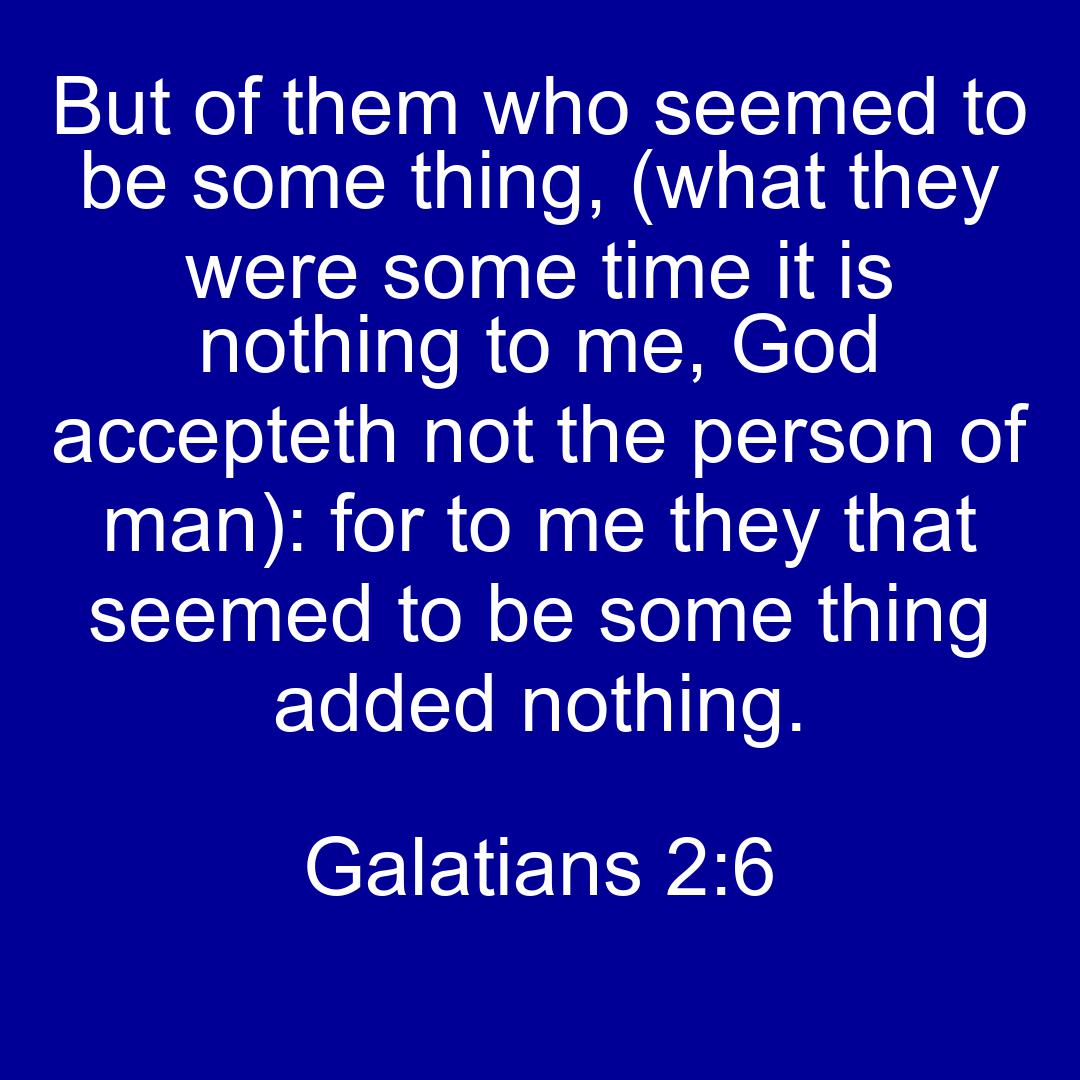 But of them who seemed to
be some thing, (what they
were some time it is
nothing to me, God
accepteth not the person of
man): for to me they that
seemed to be some thing
added nothing.
Galatians 2:6